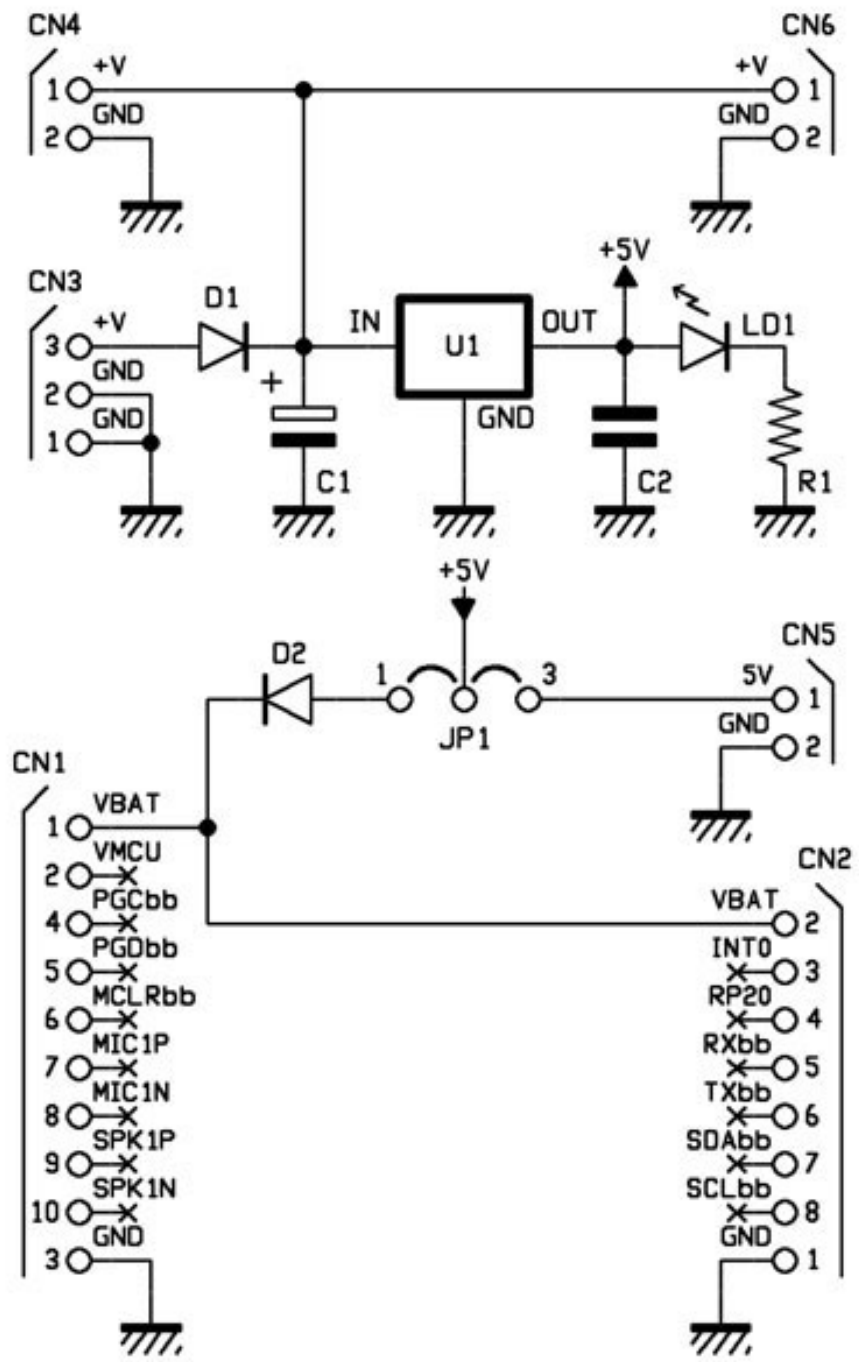 CN4 CN6
+V +V
1 1
GND GND
2 2
CN3 D1 +5V
+V IN U1 OUT LD1
3
GND
2 + GND
GND
1 C1 C2 R1
+5V
D2 1 3 CN5
5V
1
JP1 GND
2
CN1
VBAT
1
VMCU CN2
2
PGCbb VBAT
4 2
PGDbb INT0
5 3
MCLRbb RP20
6 4
MIC1P RXbb
7 5
MIC1N TXbb
8 6
SPK1P SDAbb
9 7
SPK1N SCLbb
10 8
GND GND
3 1